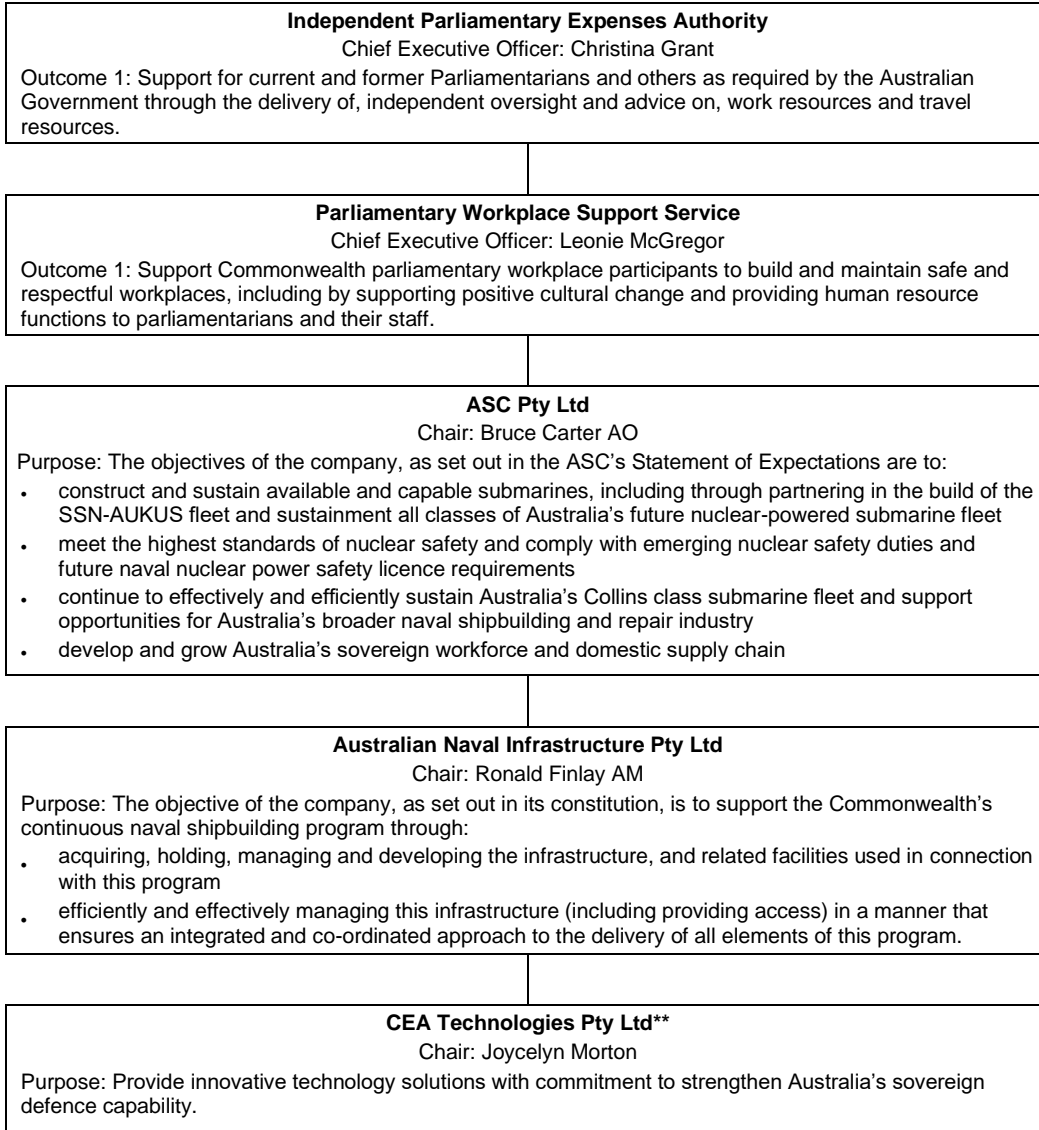 Independent Parliamentary Expenses Authority
Chief Executive Officer: Christina Grant
Outcome 1: Support for current and former Parliamentarians and others as required by the Australian
Government through the delivery of, independent oversight and advice on, work resources and travel
resources.
Parliamentary Workplace Support Service
Chief Executive Officer: Leonie McGregor
Outcome 1: Support Commonwealth parliamentary workplace participants to build and maintain safe and
respectful workplaces, including by supporting positive cultural change and providing human resource
functions to parliamentarians and their staff.
ASC Pty Ltd
Chair: Bruce Carter AO
Purpose: The objectives of the company, as set out in the ASC's Statement of Expectations are to:
• construct and sustain available and capable submarines, including through partnering in the build of the
SSN-AUKUS fleet and sustainment all classes of Australia's future nuclear-powered submarine fleet
• meet the highest standards of nuclear safety and comply with emerging nuclear safety duties and
future naval nuclear power safety licence requirements
• continue to effectively and efficiently sustain Australia's Collins class submarine fleet and support
opportunities for Australia's broader naval shipbuilding and repair industry
• develop and grow Australia's sovereign workforce and domestic supply chain
Australian Naval Infrastructure Pty Ltd
Chair: Ronald Finlay AM
Purpose: The objective of the company, as set out in its constitution, is to support the Commonwealth's
continuous naval shipbuilding program through:
• acquiring, holding, managing and developing the infrastructure, and related facilities used in connection
with this program
• efficiently and effectively managing this infrastructure (including providing access) in a manner that
ensures an integrated and co-ordinated approach to the delivery of all elements of this program.
CEA Technologies Pty Ltd**
Chair: Joycelyn Morton
Purpose: Provide innovative technology solutions with commitment to strengthen Australia's sovereign
defence capability.